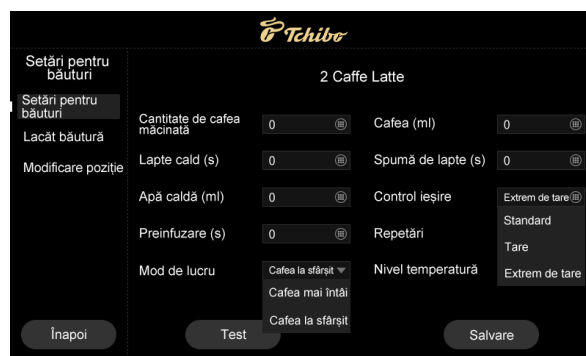 Tchibo
Setări pentru
băuturi
Setări pentru
băuturi
Lacăt băutură
Modificare poziție
2 Caffe Latte
Cantitate de cafea
măcinată
0
Cafea (ml)
0
Lapte cald (s)
0
Spumă de lapte (s)
0
Apă caldă (ml)
0
Control ieșire
Extrem de tare
Standard
Tare
Extrem de tare
Preinfuzare (s)
0
Repetări
Mod de lucru
Cafea la sfârșit
Cafea mai întâi
Cafea la sfârșit
Nivel temperatură
Înapoi
Test
Salvare